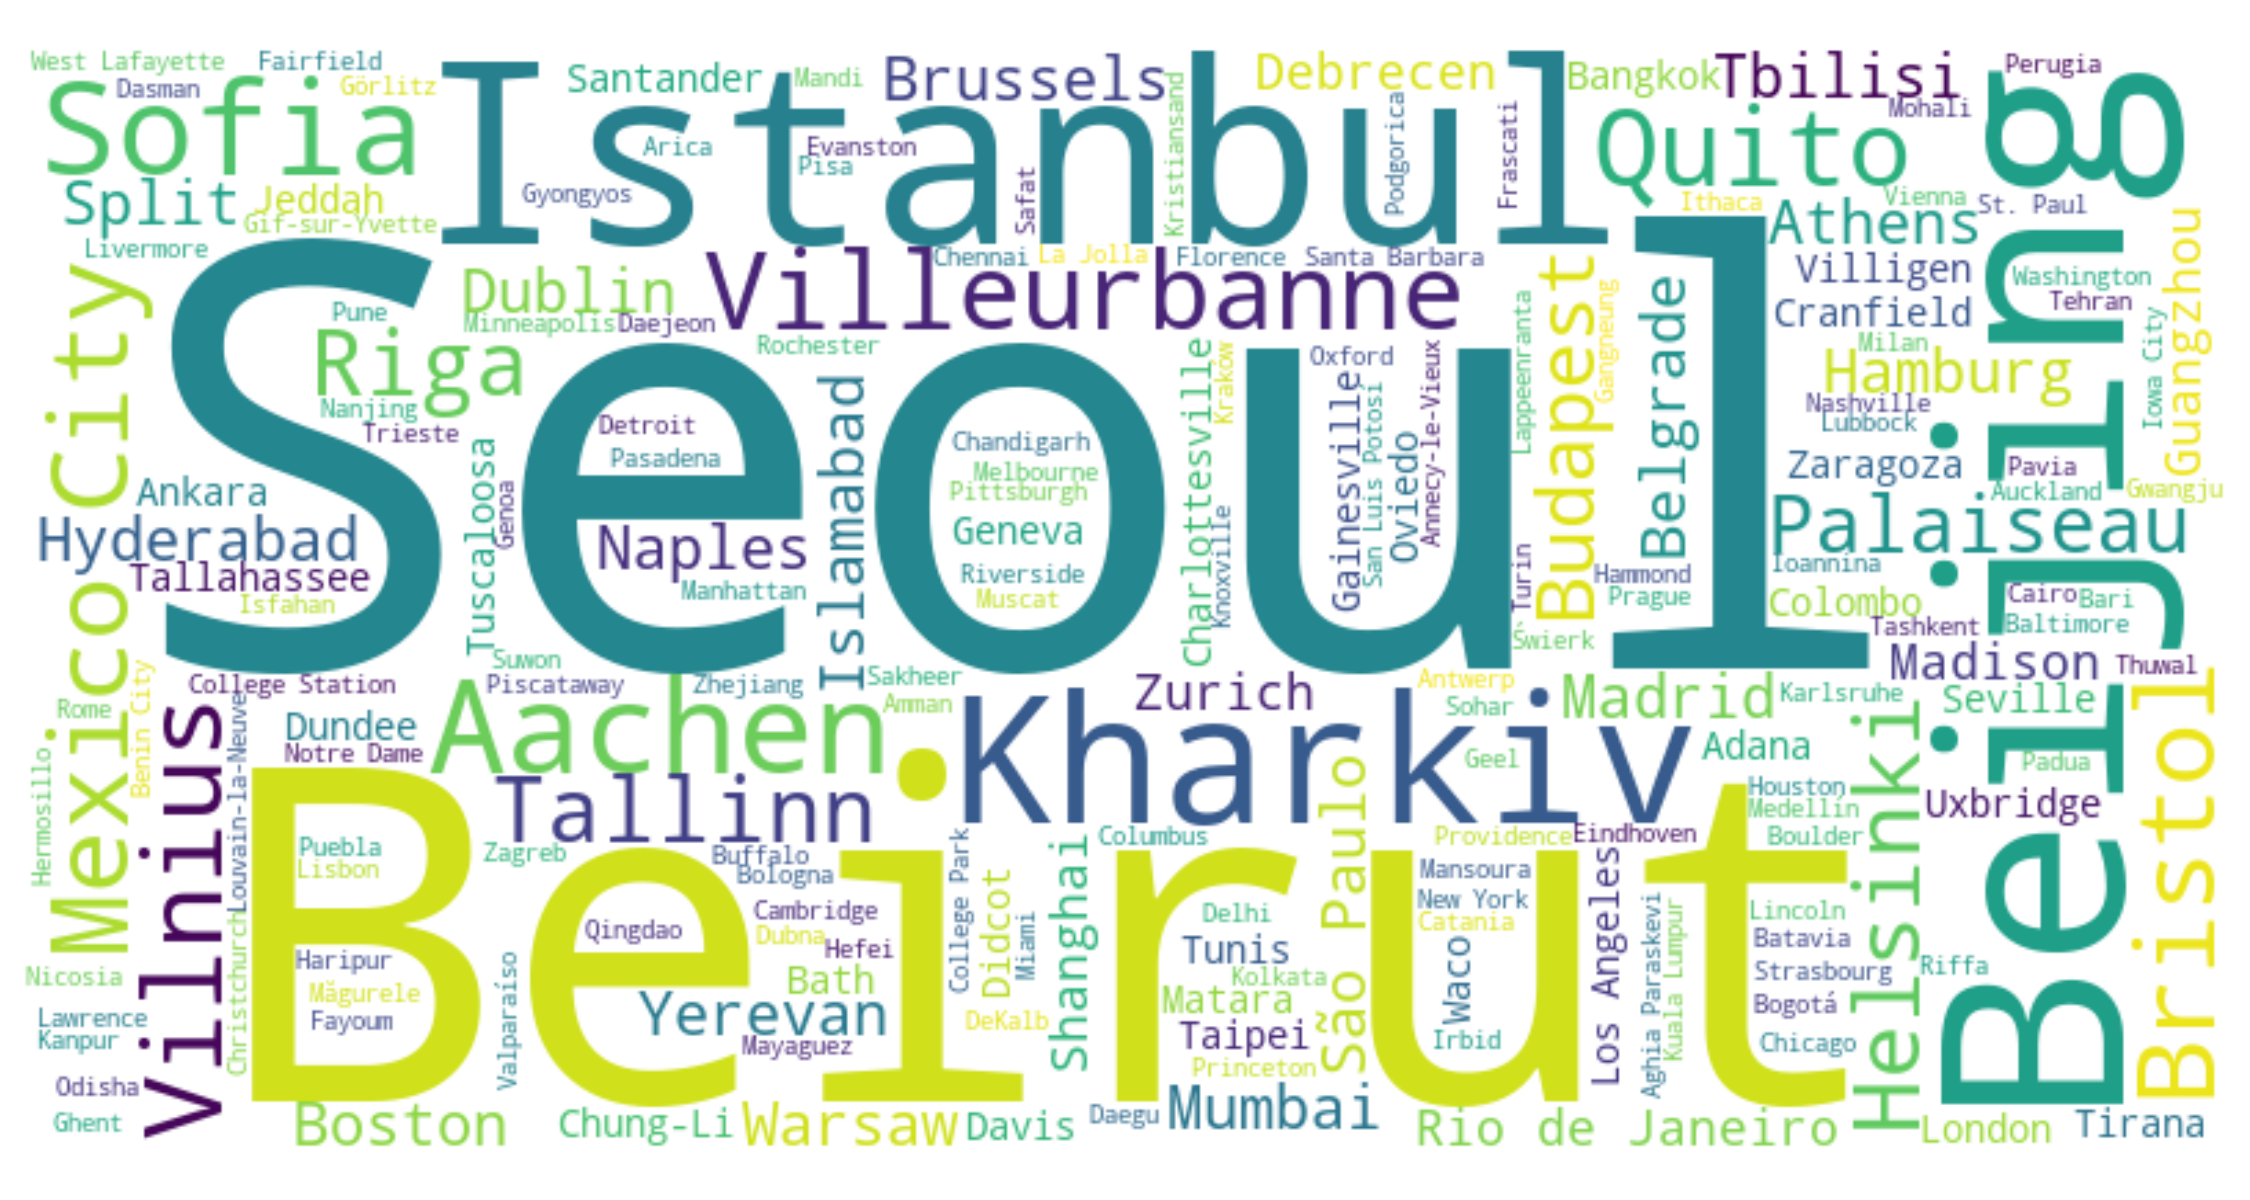 West Lafayette
Fairfield
Dasman
Görlitz
Sofia
Istanbul
Santander
Mandi
Brussels
Debrecen
Bangkok
Tbilisi
Perugia
Mohali
Quito
Arica
Evanston
Pisa
Gyongyos
Safat
Kristiansand
Podgorica
Frascati
Split
Jeddah
Gif-sur-Yvette
Livermore
Ithaca
Vienna
St. Paul
Athens
Chennai
La Jolla
Florence
Santa Barbara
Villeurbanne
Dublin
Minneapolis
Daejeon
Rochester
Pune
Riga
Nanjing
Trieste
Seoul
Villigen
Cranfield
Washington
Tehran
Milan
Hamburg
Nashville
Lubbock
Zaragoza
Pavia
Auckland
Gwangju
Guangzhou
Iowa City
Beijing
Belgrade
Budapest
Gangneung
Lappeenranta
Oxford
Gainesville
San Luis Potosí
Oviedo
Annecy-le-Vieux
Charlottesville
Kraków
Knoxville
Detroit
Pasadena
Chandigarh
Melbourne
Pittsburgh
Geneva
Riverside
Muscat
Islamabad
Naples
Manhattan
Genoa
Tuscaloosa
Mexico City
Ankara
Hyderabad
Tallahassee
Isfahan
Palaiseau
Ioannina
Hammond
Prague
Turin
Świerk
Colombo
Tashkent
Cairo
Bari
Baltimore
Madison
Thuwal
Suwon
Piscataway
Zhejiang
Sakheer
Amman
College Station
Rome
Benin City
Louvain-la-Neuve
Hermosillo
Dundee
Notre Dame
Aachen
Zurich
Antwerp
Sohar
Madrid
Karlsruhe
Seville
Kharkiv
Geel
Adana
Padua
Uxbridge
Bristol
Helsinki
Vilnius
Tallinn
Beirut
Houston
Medellín
Boulder
Puebla
Lisbon
Zagreb
Buffalo
Bologna
Columbus
Providence
Eindhoven
College Park
Shanghai
São Paulo
Mansoura
New York
Catania
Los Angeles
Cambridge
Dubna
Hefei
Qingdao
Didcot
Miami
Delhi
Tunis
Kolkata
Matara
Taipei
Princeton
Waco
Irbid
Aghia Paraskevi
Kuala Lumpur
Lincoln
Batavia
Strasbourg
Bogotá
Chicago
Riffa
Nicosia
Christchurch
Haripur
Măgurele
Fayoum
Valparaíso
Bath
Yerevan
Mayaguez
DeKalb
Lawrence
Kanpur
Odisha
Ghent
Boston
Chung-Li
Warsaw
Davis
Daegu
Mumbai
Rio de Janeiro
London
Tirana